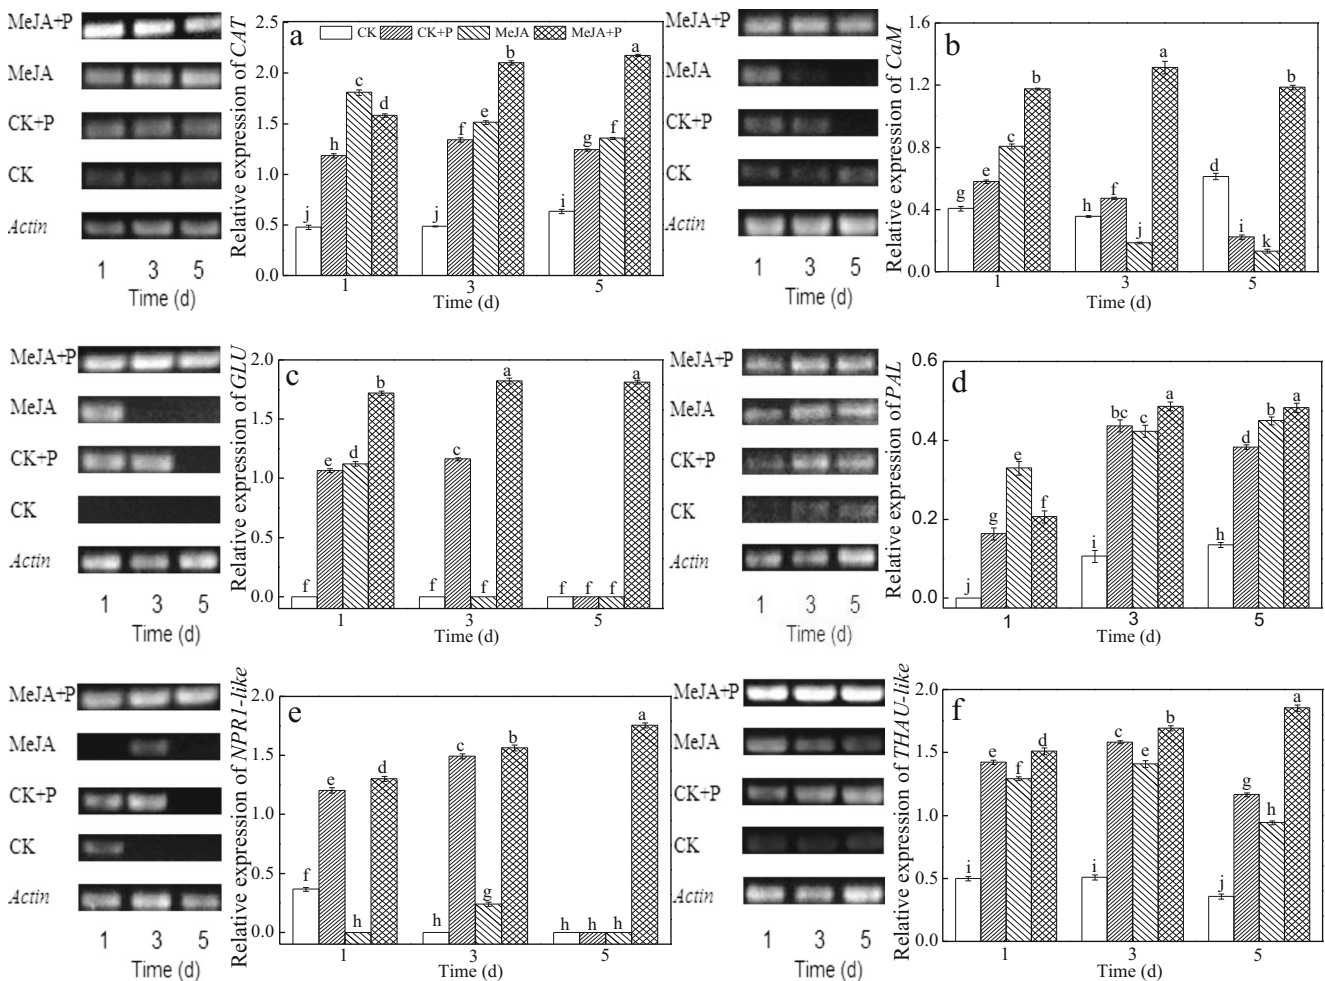 MeJA+P
MeJA
CK+P
CK
Actin
1 3 5
Time (d)
Relative expression of CAT
a
CK CK+P MeJA MeJA+P
2.5
2.0
1.5
1.0
0.5
0.0
j h c d
j f e b
i g f a
1 3 5
Time (d)
MeJA+P
MeJA
CK+P
CK
Actin
1 3 5
Time (d)
Relative expression of CaM
b
1.6
1.2
0.8
0.4
0.0
g e c b
h f j a
d i k b
1 3 5
Time (d)
MeJA+P
MeJA
CK+P
CK
Actin
1 3 5
Time (d)
Relative expression of GLU
c
2.0
1.5
1.0
0.5
0.0
f e d b
f c f a
f f f a
1 3 5
Time (d)
MeJA+P
MeJA
CK+P
CK
Actin
1 3 5
Time (d)
Relative expression of PAL
d
0.6
0.4
0.2
0.0
j g e f
i bc c a
h d b a
1 3 5
Time (d)
MeJA+P
MeJA
CK+P
CK
Actin
1 3 5
Time (d)
Relative expression of NPR1-like
e
2.0
1.5
1.0
0.5
0.0
f e h d
h c g b
h h h a
1 3 5
Time (d)
MeJA+P
MeJA
CK+P
CK
Actin
1 3 5
Time (d)
Relative expression of THAU-like
f
2.0
1.5
1.0
0.5
0.0
i e f d
i c e b
j g h a
1 3 5
Time (d)